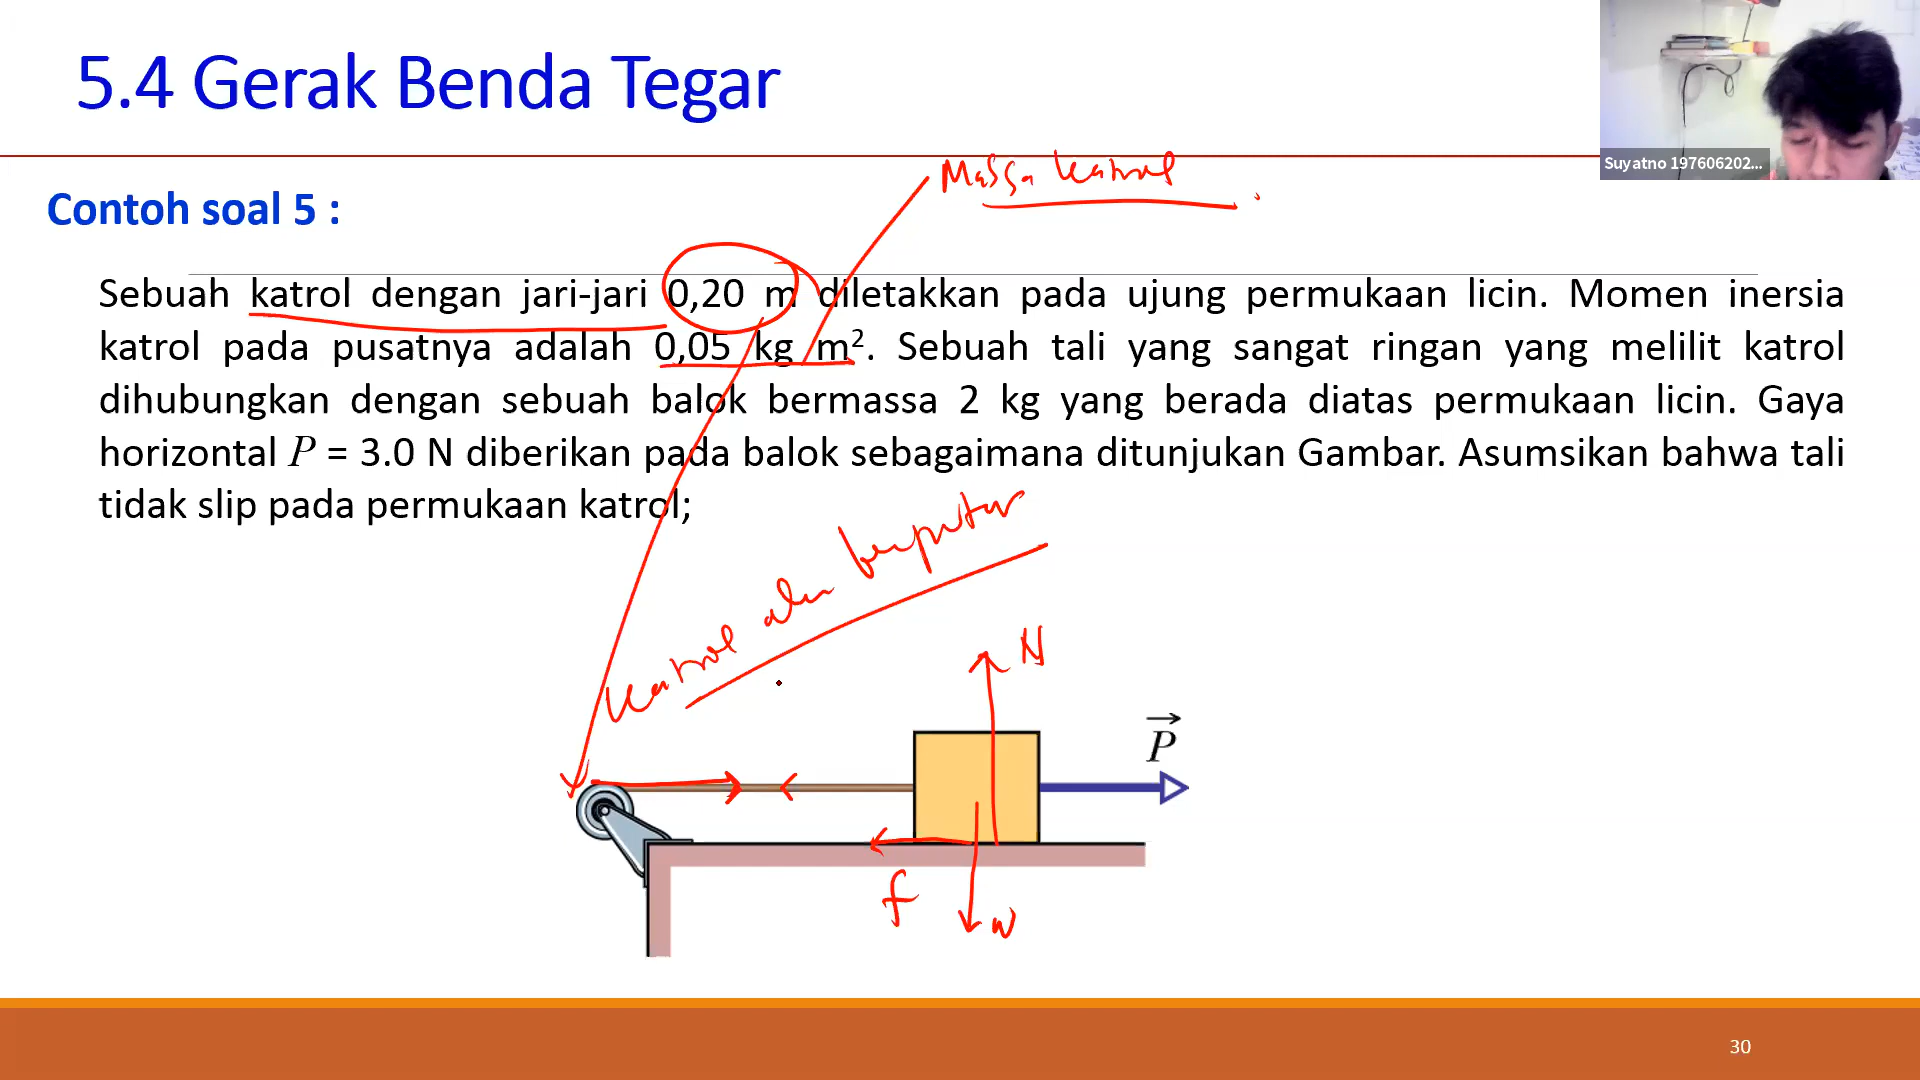 5.4 Gerak Benda Tegar
Suyatno 197606202...
Massa katrol
Contoh soal 5 :
Sebuah katrol dengan jari-jari 0,20 m diletakkan pada ujung permukaan licin. Momen inersia
katrol pada pusatnya adalah 0,05 kg m². Sebuah tali yang sangat ringan yang melilit katrol
dihubungkan dengan sebuah balok bermassa 2 kg yang berada diatas permukaan licin. Gaya
horizontal P = 3.0 N diberikan pada balok sebagaimana ditunjukan Gambar. Asumsikan bahwa tali
tidak slip pada permukaan katrol;
katrol akan berputar
N
P
f
W
30